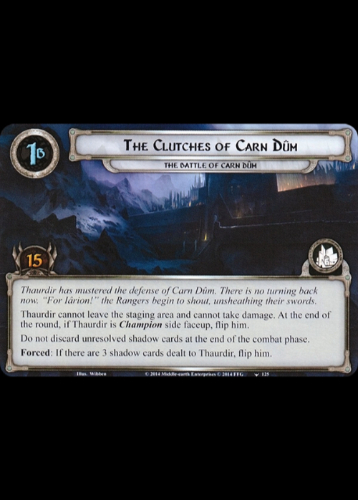 1B
THE CLUTCHES OF CARN DÛM
THE BATTLE OF CARN DÛM
15
Thaurdir has mustered the defense of Carn Dûm. There is no turning back
now. "For Iârion!" the Rangers begin to shout, unsheathing their swords.
Thaurdir cannot leave the staging area and cannot take damage. At the end of
the round, if Thaurdir is Champion side faceup, flip him.
Do not discard unresolved shadow cards at the end of the combat phase.
Forced: If there are 3 shadow cards dealt to Thaurdir, flip him.
Illus. © 2014 Middle-earth Enterprises © 2014 FFG 125